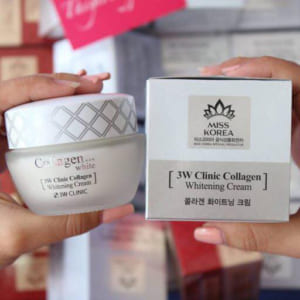 Collagen...
white
[ 3W Clinic Collagen ]
Whitening Cream
3W CLINIC
MISS
KOREA
[ 3W Clinic Collagen ]
Whitening Cream
콜라겐 화이트닝 크림